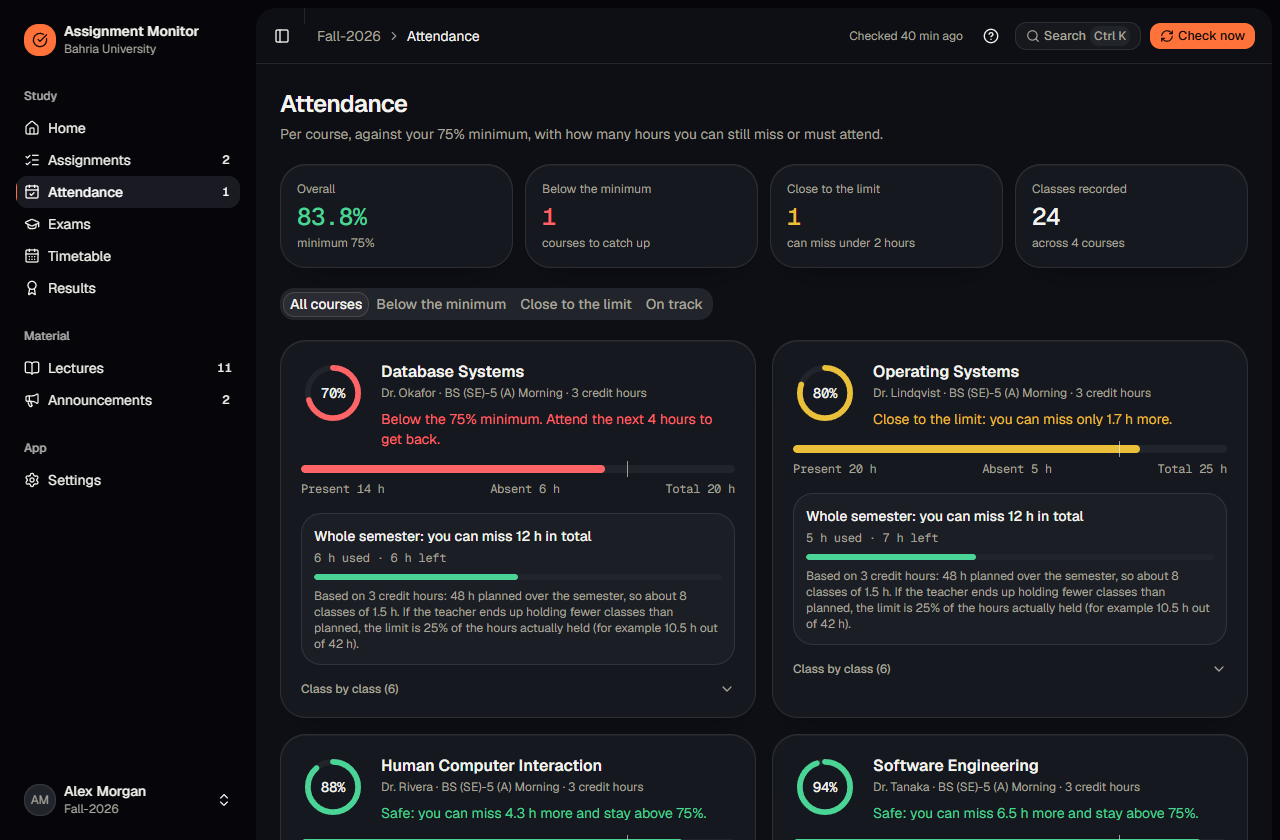 Assignment Monitor
Bahria University
Study
Home
Assignments 2
Attendance 1
Exams
Timetable
Results
Material
Lectures 11
Announcements 2
App
Settings
AM
Alex Morgan
Fall-2026
Fall-2026 > Attendance
Checked 40 min ago
Search Ctrl K
Check now
Attendance
Per course, against your 75% minimum, with how many hours you can still miss or must attend.
Overall
83.8%
minimum 75%
Below the minimum
1
courses to catch up
Close to the limit
1
can miss under 2 hours
Classes recorded
24
across 4 courses
All courses Below the minimum Close to the limit On track
70%
Database Systems
Dr. Okafor · BS (SE)-5 (A) Morning · 3 credit hours
Below the 75% minimum. Attend the next 4 hours to
get back.
Present 14 h Absent 6 h Total 20 h
Whole semester: you can miss 12 h in total
6 h used · 6 h left
Based on 3 credit hours: 48 h planned over the semester, so about 8
classes of 1.5 h. If the teacher ends up holding fewer classes than
planned, the limit is 25% of the hours actually held (for example 10.5 h out
of 42 h).
Class by class (6)
80%
Operating Systems
Dr. Lindqvist · BS (SE)-5 (A) Morning · 3 credit hours
Close to the limit: you can miss only 1.7 h more.
Present 20 h Absent 5 h Total 25 h
Whole semester: you can miss 12 h in total
5 h used · 7 h left
Based on 3 credit hours: 48 h planned over the semester, so about 8
classes of 1.5 h. If the teacher ends up holding fewer classes than
planned, the limit is 25% of the hours actually held (for example 10.5 h out
of 42 h).
Class by class (6)
88%
Human Computer Interaction
Dr. Rivera · BS (SE)-5 (A) Morning · 3 credit hours
Safe: you can miss 4.3 h more and stay above 75%.
94%
Software Engineering
Dr. Tanaka · BS (SE)-5 (A) Morning · 3 credit hours
Safe: you can miss 6.5 h more and stay above 75%.